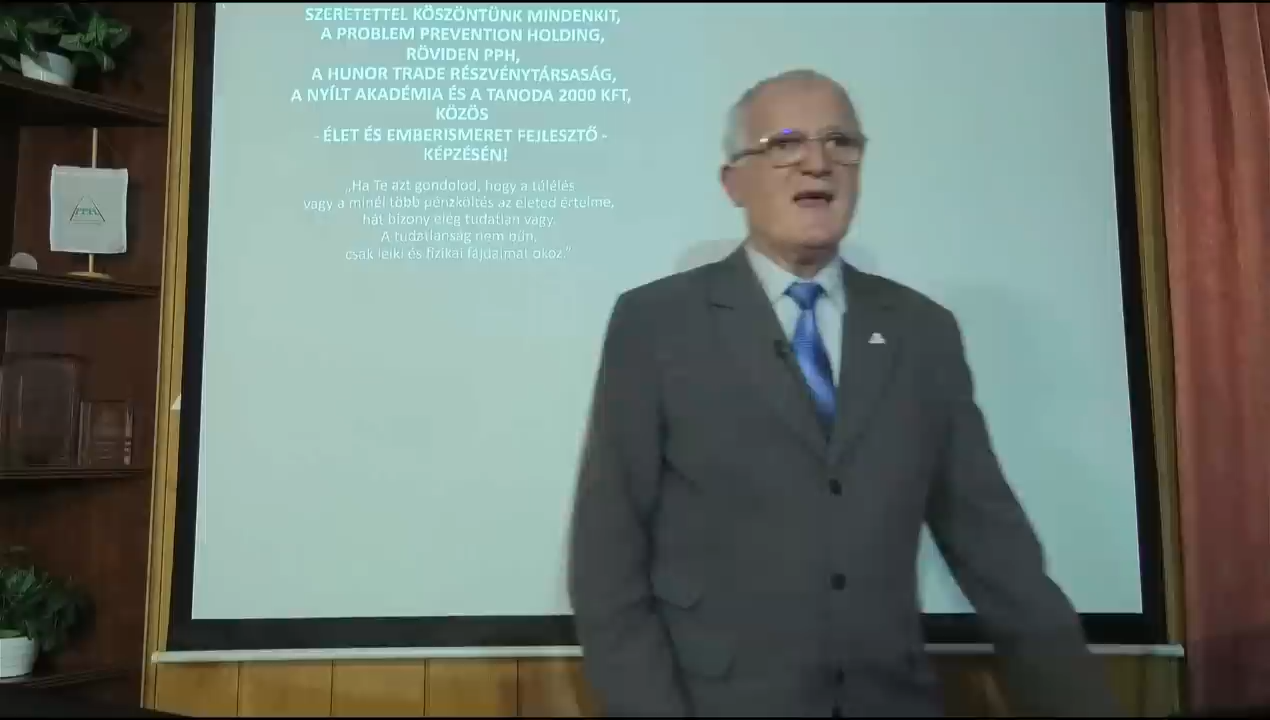 SZERETETTEL KÖSZÖNTÜNK MINDENKIT,
A PROBLEM PREVENTION HOLDING,
RÖVIDEN PPH,
A HUNOR TRADE RÉSZVÉNYTÁRSASÁG,
A NYÍLT AKADÉMIA ÉS A TANODA 2000 KFT,
KÖZÖS
- ÉLET ÉS EMBERISMERET FEJLESZTŐ -
KÉPZÉSÉN!
„Ha Te azt gondolod, hogy a túlélés
vagy a minél több pénzköltés az életed értelme,
hát bizony elég tudatlan vagy.
A tudatlanság nem bűn,
csak lelki és fizikai fájdalmat okoz."